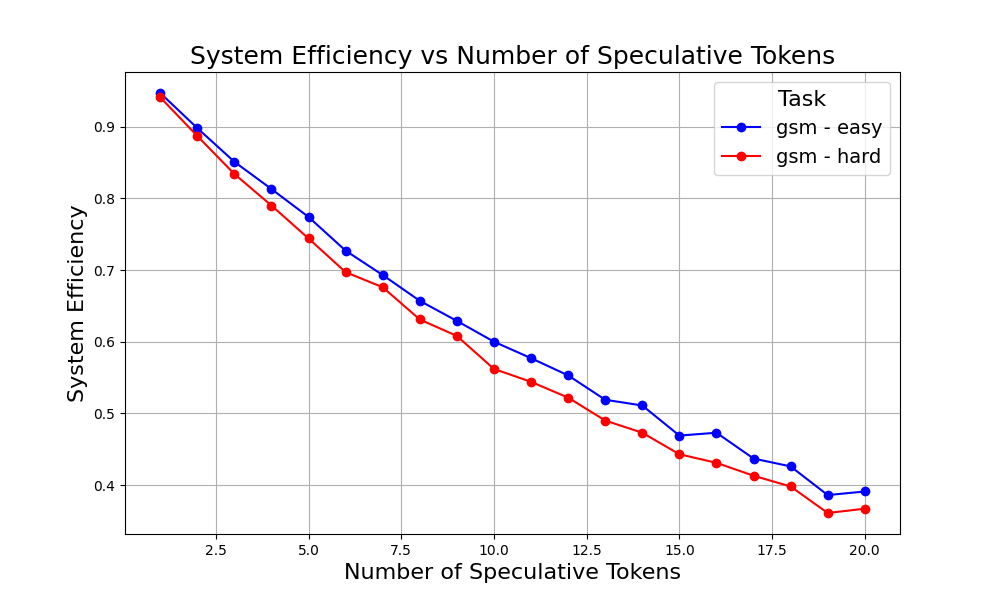 System Efficiency vs Number of Speculative Tokens
Task
gsm - easy
gsm - hard
System Efficiency
0.9
0.8
0.7
0.6
0.5
0.4
2.5 5.0 7.5 10.0 12.5 15.0 17.5 20.0
Number of Speculative Tokens